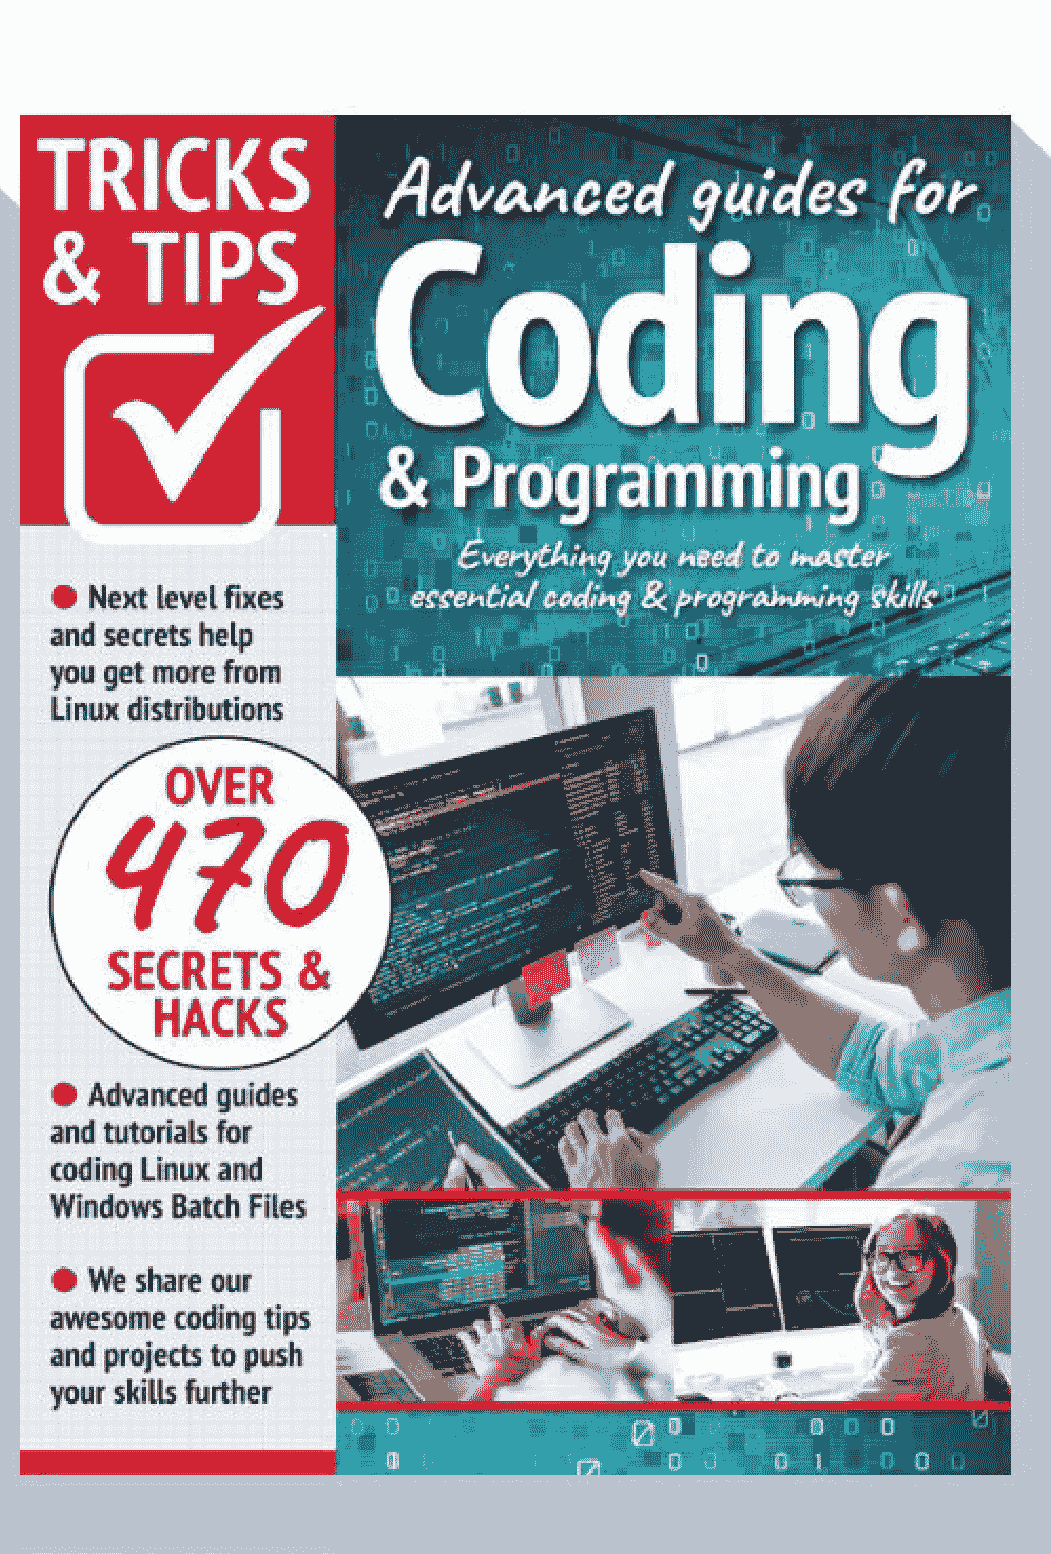 TRICKS
& TIPS
Advanced guides for
Coding
& Programming
Everything you need to master
essential coding & programming skills
● Next level fixes
and secrets help
you get more from
Linux distributions
OVER
470
SECRETS &
HACKS
● Advanced guides
and tutorials for
coding Linux and
Windows Batch Files
● We share our
awesome coding tips
and projects to push
your skills further